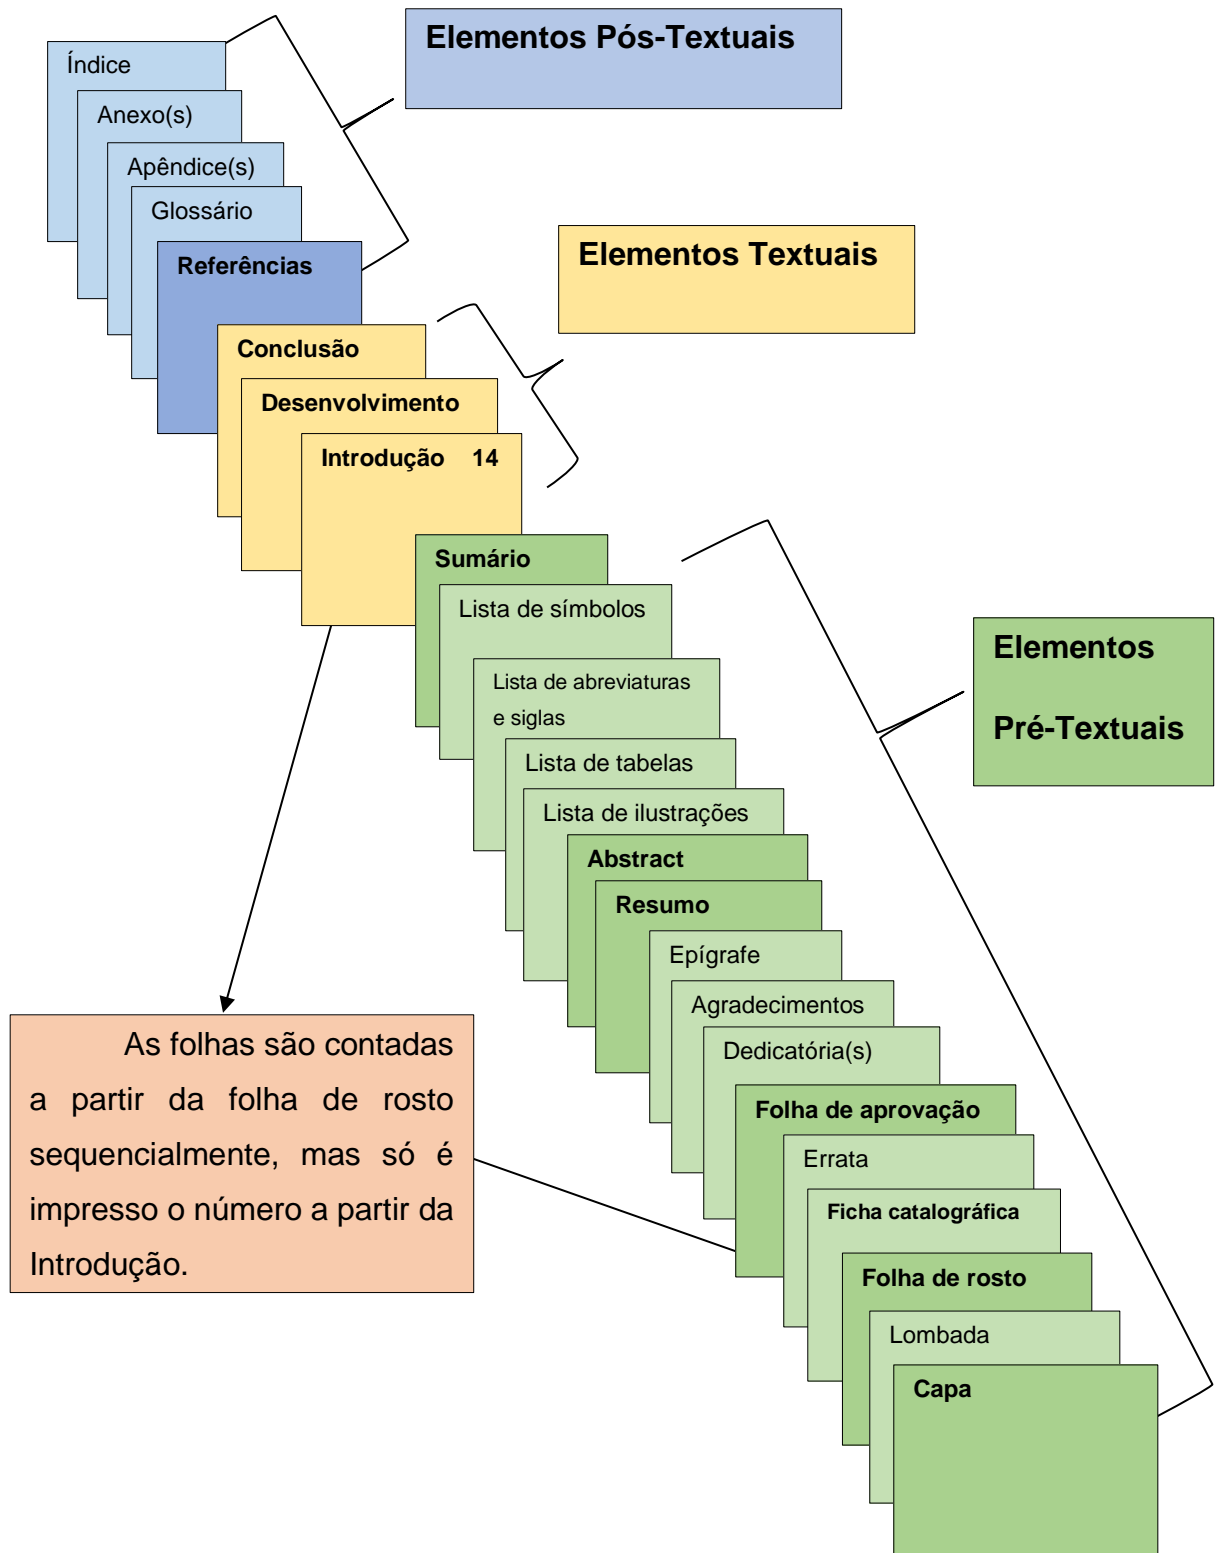 Elementos Pós-Textuais
Índice
Anexo(s)
Apêndice(s)
Glossário
Referências
Elementos Textuais
Conclusão
Desenvolvimento
Introdução 14
Sumário
Lista de símbolos
Lista de abreviaturas
e siglas
Lista de tabelas
Lista de ilustrações
Abstract
Resumo
Epígrafe
Agradecimentos
Dedicatória(s)
Folha de aprovação
Errata
Ficha catalográfica
Folha de rosto
Lombada
Capa
Elementos
Pré-Textuais
As folhas são contadas
a partir da folha de rosto
sequencialmente, mas só é
impresso o número a partir da
Introdução.